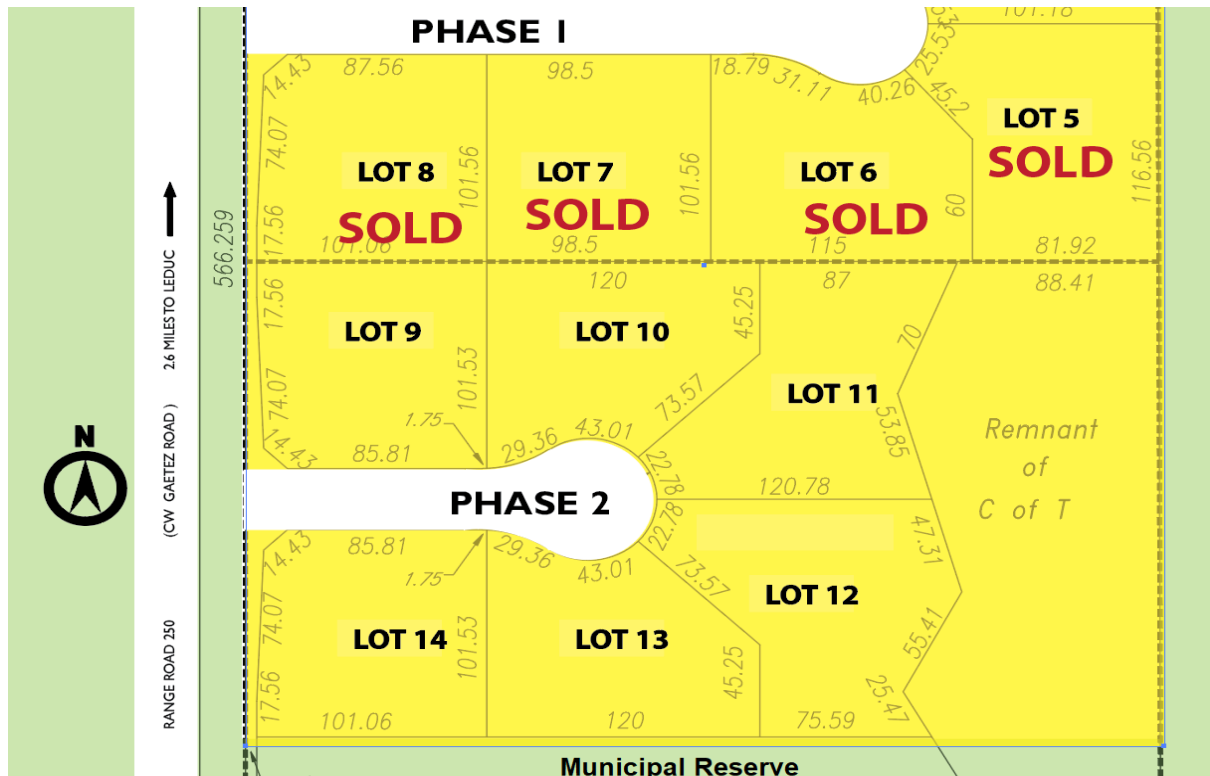 PHASE I
101.18
14.43
87.56
98.5
18.79
31.11
40.26
25.53
45.2
74.07
LOT 8
101.56
LOT 7
101.56
LOT 6
LOT 5
SOLD
SOLD
SOLD
SOLD
60
116.56
17.56
101.06
98.5
115
81.92
566.259
2.6 MILES TO LEDUC
(CW GAETEZ ROAD )
RANGE ROAD 250
N
17.56
120
45.25
87
88.41
LOT 9
LOT 10
70
74.07
101.53
73.57
LOT 11
53.85
1.75
14.43
85.81
29.36
43.01
22.78
Remnant
of
C of T
120.78
PHASE 2
22.78
47.31
14.43
85.81
29.36
43.01
73.57
1.75
74.07
LOT 14
101.53
LOT 13
LOT 12
55.41
17.56
45.25
25.47
101.06
120
75.59
Municipal Reserve